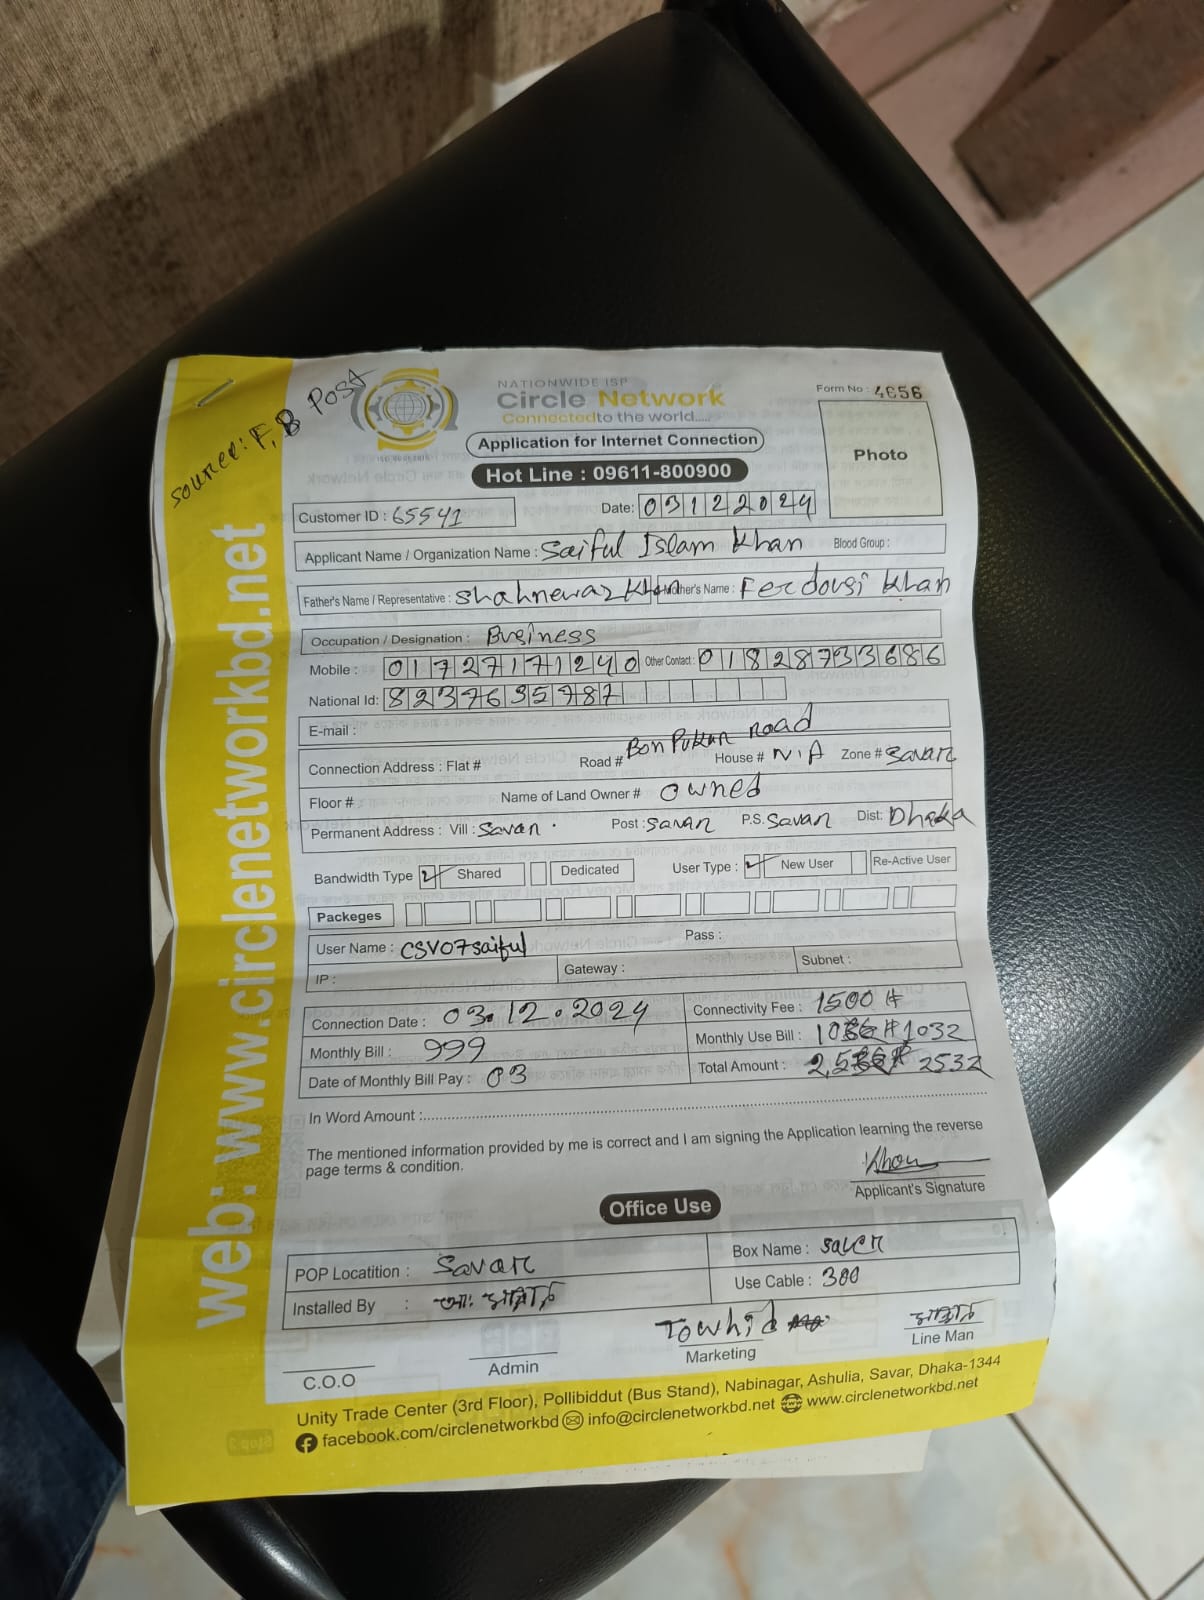 source: F, B Post
NATIONWIDE ISP
Circle Network
Connected to the world.....
Application for Internet Connection
Hot Line : 09611-800900
Form No : 4656
Photo
Customer ID : 65541
Date: 03122024
Applicant Name / Organization Name : Saiful Islam Khan Blood Group :
Father's Name / Representative : Shahnewaz Khan Mother's Name : Ferdousi Khan
Occupation / Designation : Business
Mobile : 01727171240 Other Contact : 01828733686
National Id: 8237635787
E-mail :
Connection Address : Flat # Road # Bon Pukur Road House # N.A Zone # Savar
Floor # Name of Land Owner # owned
Permanent Address : Vill : Savar. Post : Savar P.S. Savar Dist: Dhaka
Bandwidth Type Shared Dedicated User Type : New User Re-Active User
Packeges
User Name : CSV07saiful Pass :
IP : Gateway : Subnet :
Connection Date : 03.12.2024 Connectivity Fee : 1500
Monthly Bill : 999 Monthly Use Bill : 1032
Date of Monthly Bill Pay : 03 Total Amount : 2532
In Word Amount :
The mentioned information provided by me is correct and I am signing the Application learning the reverse
page terms & condition.
Khan
Applicant's Signature
Office Use
POP Locatition : Savar Box Name : Saver
Installed By : Use Cable : 300
Towhid
C.O.O Admin Marketing Line Man
Unity Trade Center (3rd Floor), Pollibiddut (Bus Stand), Nabinagar, Ashulia, Savar, Dhaka-1344
facebook.com/circlenetworkbd info@circlenetworkbd.net www.circlenetworkbd.net
web: www.circlenetworkbd.net